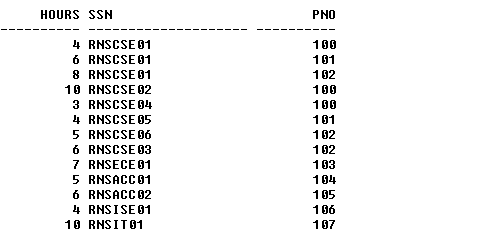 HOURS SSN PNO
---------- -------------------- ----------
4 RNSCSE01 100
6 RNSCSE01 101
8 RNSCSE01 102
10 RNSCSE02 100
3 RNSCSE04 100
4 RNSCSE05 101
5 RNSCSE06 102
6 RNSCSE03 102
7 RNSECE01 103
5 RNSACC01 104
6 RNSACC02 105
4 RNSISE01 106
10 RNSIT01 107